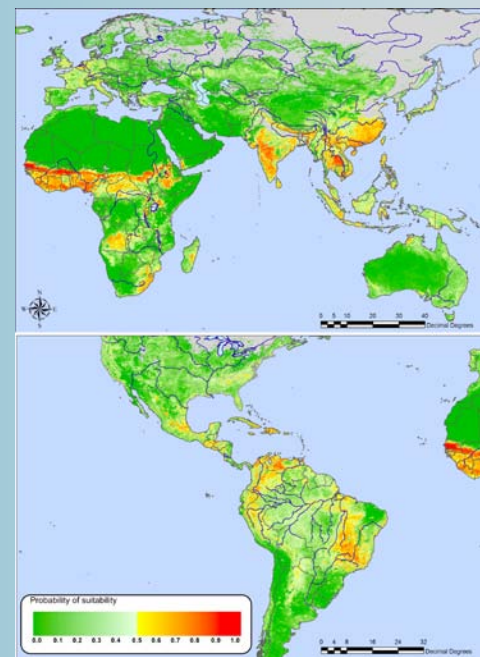 N
W E
S
0 5 10 20 30 40
Decimal Degrees
Probability of suitability
0.0 0.1 0.2 0.3 0.4 0.5 0.6 0.7 0.8 0.9 1.0
0 4 8 16 24 32
Decimal Degrees